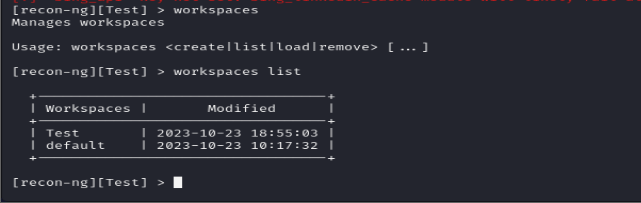 [recon-ng][Test] > workspaces
Manages workspaces
Usage: workspaces <create|list|load|remove> [...]
[recon-ng][Test] > workspaces list
+---------------------------------------+
| Workspaces | Modified |
+---------------------------------------+
| Test | 2023-10-23 18:55:03 |
| default | 2023-10-23 10:17:32 |
+---------------------------------------+
[recon-ng][Test] >